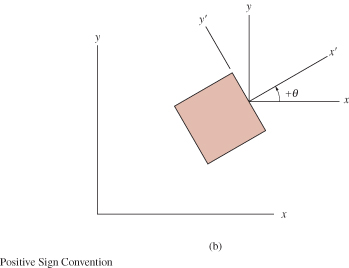 y
y′
y
x′
+θ
x
x
(b)
Positive Sign Convention